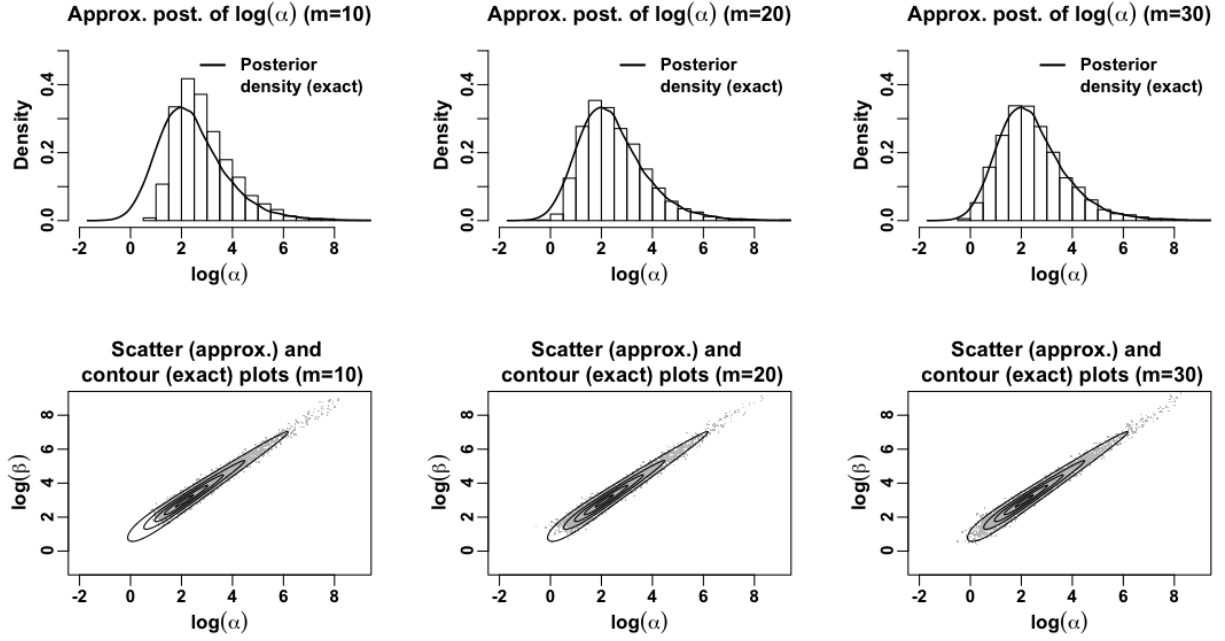 Approx. post. of log(α) (m=10)
Posterior
density (exact)
Density
0.0 0.2 0.4
-2 0 2 4 6 8
log(α)
Approx. post. of log(α) (m=20)
Posterior
density (exact)
Density
0.0 0.2 0.4
-2 0 2 4 6 8
log(α)
Approx. post. of log(α) (m=30)
Posterior
density (exact)
Density
0.0 0.2 0.4
-2 0 2 4 6 8
log(α)
Scatter (approx.) and
contour (exact) plots (m=10)
log(β)
0 2 4 6 8
-2 0 2 4 6 8
log(α)
Scatter (approx.) and
contour (exact) plots (m=20)
log(β)
0 2 4 6 8
-2 0 2 4 6 8
log(α)
Scatter (approx.) and
contour (exact) plots (m=30)
log(β)
0 2 4 6 8
-2 0 2 4 6 8
log(α)